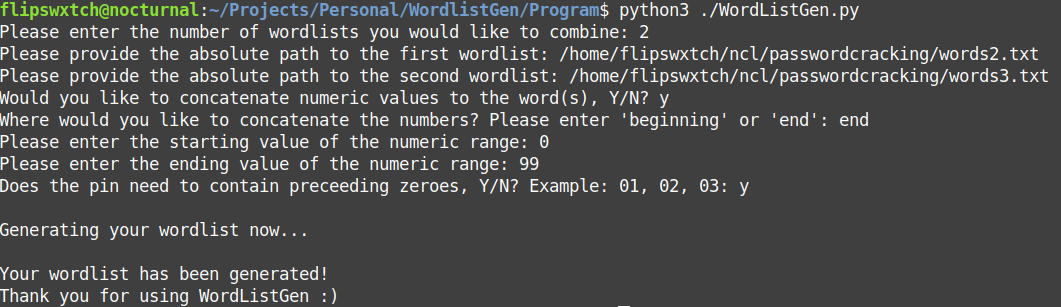 flipswxtch@nocturnal:~/Projects/Personal/WordlistGen/Program$ python3 ./WordListGen.py
Please enter the number of wordlists you would like to combine: 2
Please provide the absolute path to the first wordlist: /home/flipswxtch/ncl/passwordcracking/words2.txt
Please provide the absolute path to the second wordlist: /home/flipswxtch/ncl/passwordcracking/words3.txt
Would you like to concatenate numeric values to the word(s), Y/N? y
Where would you like to concatenate the numbers? Please enter 'beginning' or 'end': end
Please enter the starting value of the numeric range: 0
Please enter the ending value of the numeric range: 99
Does the pin need to contain preceeding zeroes, Y/N? Example: 01, 02, 03: y
Generating your wordlist now...
Your wordlist has been generated!
Thank you for using WordListGen :)